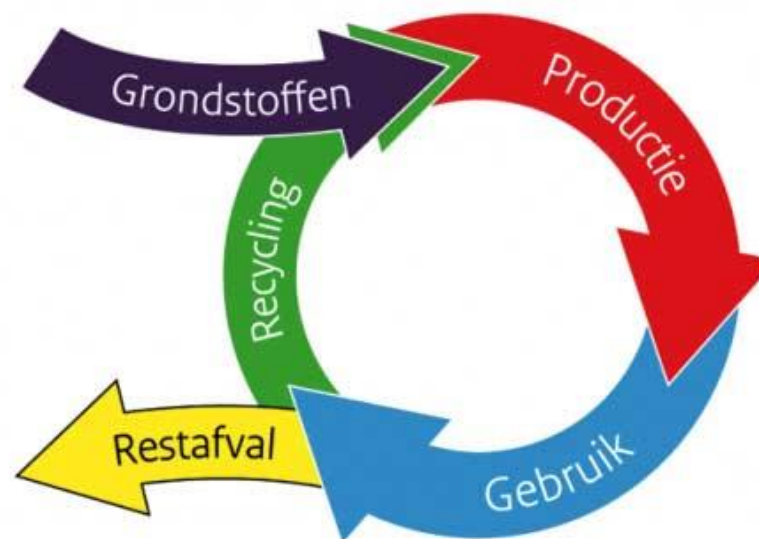 Grondstoffen
Productie
Recycling
Restafval
Gebruik